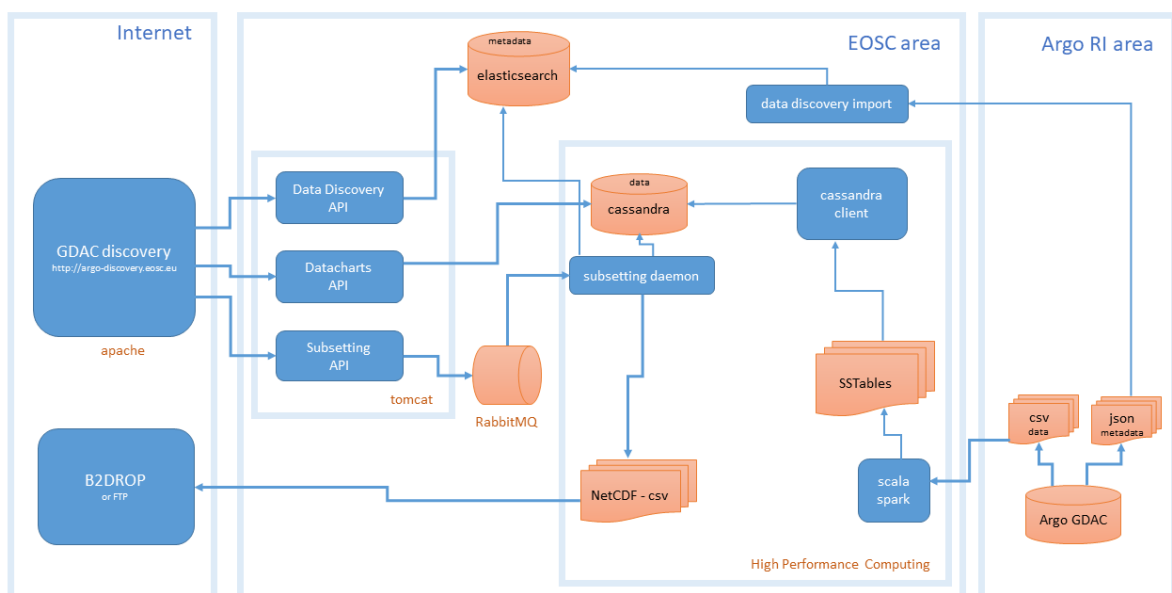 Internet
EOSC area
Argo RI area
metadata
elasticsearch
data discovery import
Data Discovery
API
data
cassandra
cassandra
client
GDAC discovery
http://argo-discovery.eosc.eu
Datacharts
API
subsetting daemon
apache
Subsetting
API
tomcat
RabbitMQ
SSTables
csv
data
json
metadata
B2DROP
or FTP
NetCDF - csv
scala
spark
Argo GDAC
High Performance Computing